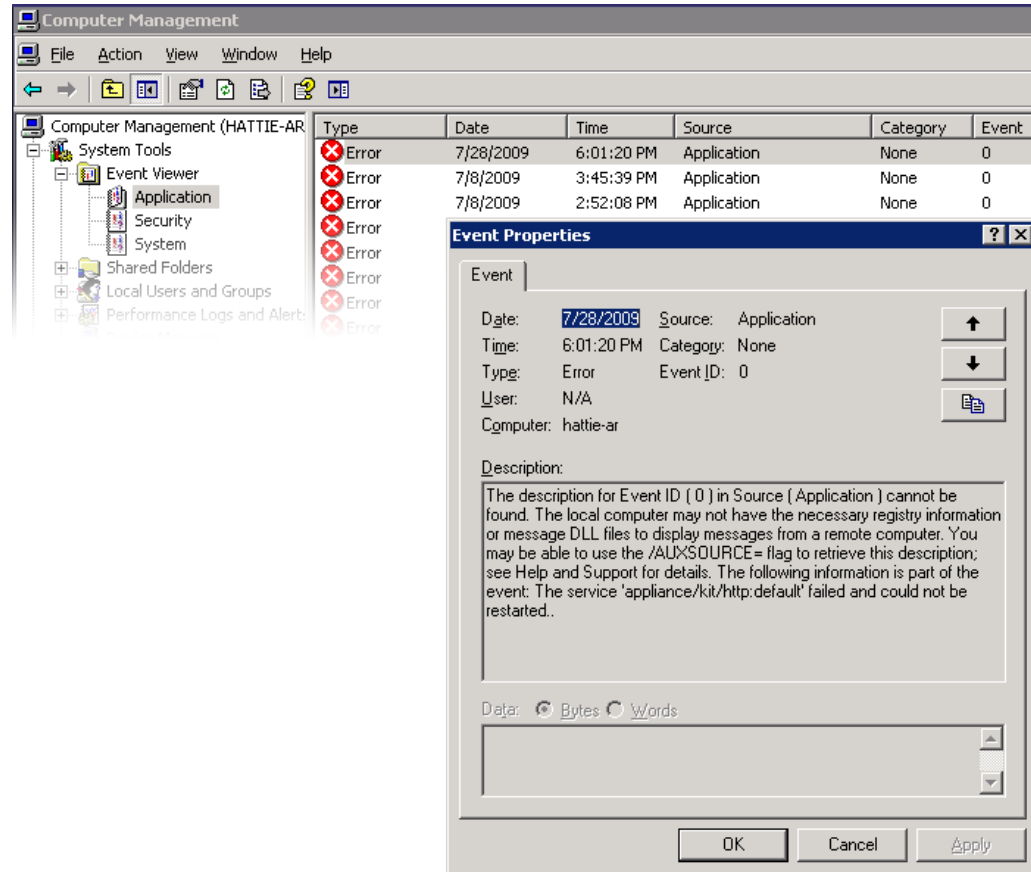 Computer Management
File Action View Window Help
Computer Management (HATTIE-AR
System Tools
Event Viewer
Application
Security
System
Shared Folders
Local Users and Groups
Performance Logs and Alerts
Type Date Time Source Category Event
Error 7/28/2009 6:01:20 PM Application None 0
Error 7/8/2009 3:45:39 PM Application None 0
Error 7/8/2009 2:52:08 PM Application None 0
Error
Error
Error
Error
Error
Event Properties
Event
Date: 7/28/2009 Source: Application
Time: 6:01:20 PM Category: None
Type: Error Event ID: 0
User: N/A
Computer: hattie-ar
Description:
The description for Event ID ( 0 ) in Source ( Application ) cannot be
found. The local computer may not have the necessary registry information
or message DLL files to display messages from a remote computer. You
may be able to use the /AUXSOURCE= flag to retrieve this description;
see Help and Support for details. The following information is part of the
event: The service 'appliance/kit/http:default' failed and could not be
restarted..
Data: Bytes Words
OK Cancel Apply